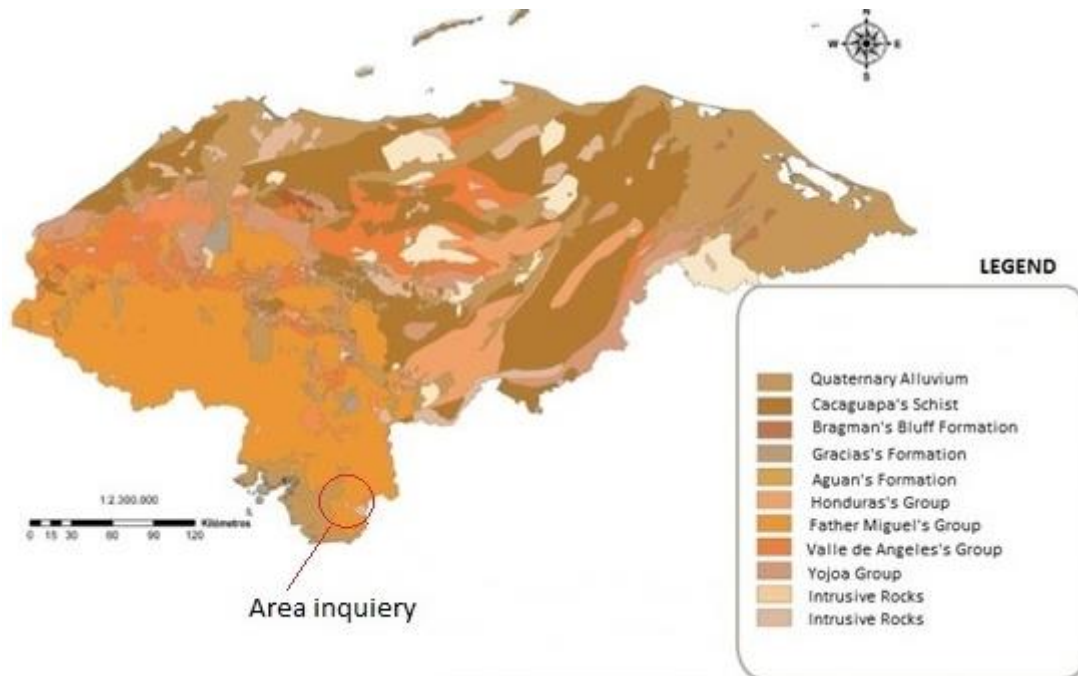 N
W E
S
LEGEND
Quaternary Alluvium
Cacaguapa's Schist
Bragman's Bluff Formation
Gracias's Formation
Aguan's Formation
Honduras's Group
Father Miguel's Group
Valle de Angeles's Group
Yojoa Group
Intrusive Rocks
Intrusive Rocks
1:2.300.000
Kilómetros
0 15 30 60 90 120
Area inquiery